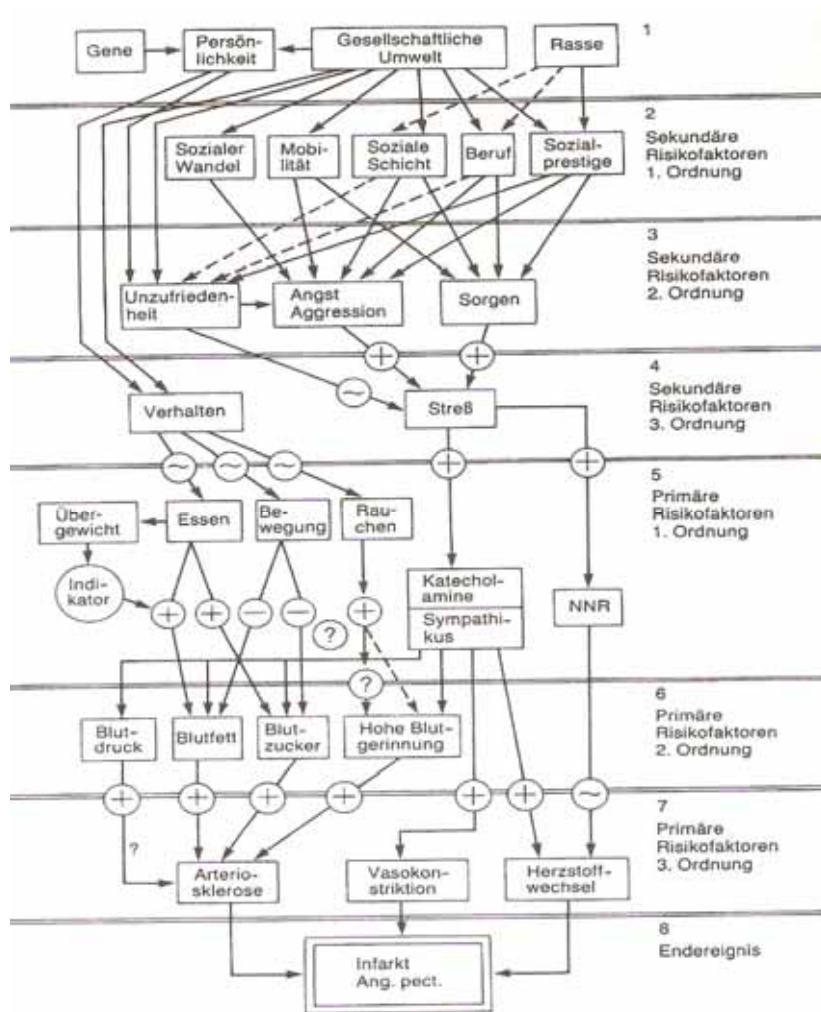 1
Gene
Persön-
lichkeit
Gesellschaftliche
Umwelt
Rasse
2
Sekundäre
Risikofaktoren
1. Ordnung
Sozialer
Wandel
Mobi-
lität
Soziale
Schicht
Beruf
Sozial-
prestige
3
Sekundäre
Risikofaktoren
2. Ordnung
Unzufrieden-
heit
Angst
Aggression
Sorgen
+
+
4
Sekundäre
Risikofaktoren
3. Ordnung
~
Verhalten
Streß
~
~
~
+
+
5
Primäre
Risikofaktoren
1. Ordnung
Über-
gewicht
Essen
Be-
wegung
Rau-
chen
Indi-
kator
Katechol-
amine
Sympathi-
kus
NNR
+
+
−
−
+
?
?
6
Primäre
Risikofaktoren
2. Ordnung
Blut-
druck
Blutfett
Blut-
zucker
Hohe Blut-
gerinnung
+
+
+
+
+
+
~
7
Primäre
Risikofaktoren
3. Ordnung
?
Arterio-
sklerose
Vasokon-
striktion
Herzstoff-
wechsel
8
Endereignis
Infarkt
Ang. pect.